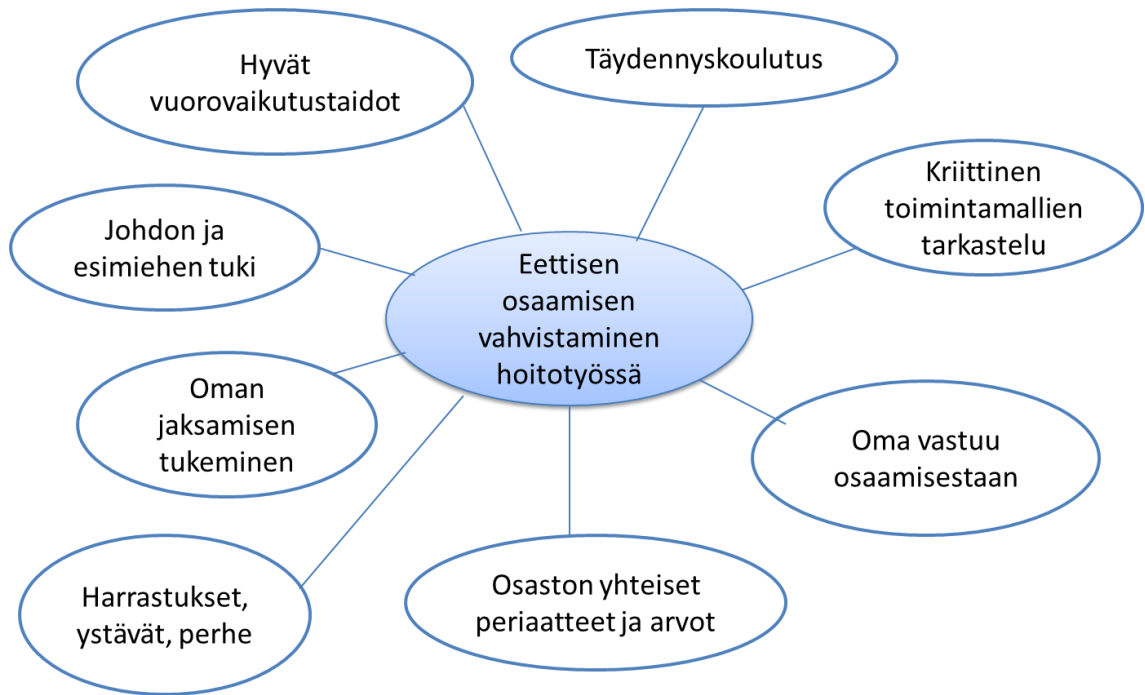 Hyvät
vuorovaikutustaidot
Täydennyskoulutus
Kriittinen
toimintamallien
tarkastelu
Johdon ja
esimiehen tuki
Eettisen
osaamisen
vahvistaminen
hoitotyössä
Oman
jaksamisen
tukeminen
Oma vastuu
osaamisestaan
Harrastukset,
ystävät, perhe
Osaston yhteiset
periaatteet ja arvot